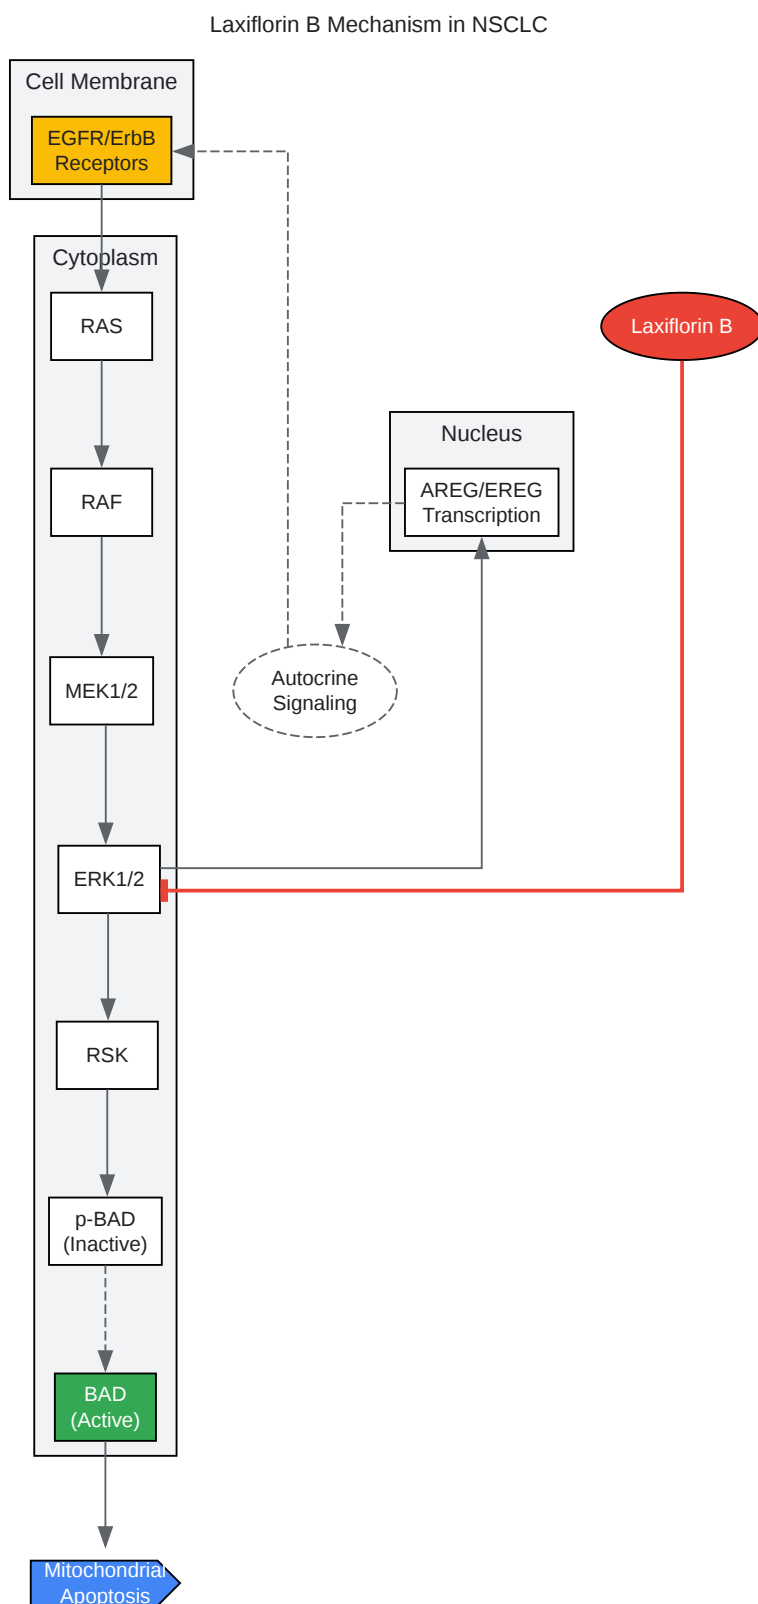 Laxiflorin B Mechanism in NSCLC
Cell Membrane
EGFR/ErbB
Receptors
Cytoplasm
RAS
Laxiflorin B
Nucleus
RAF
AREG/EREG
Transcription
MEK1/2
Autocrine
Signaling
ERK1/2
RSK
p-BAD
(Inactive)
BAD
(Active)
Mitochondrial
Apoptosis